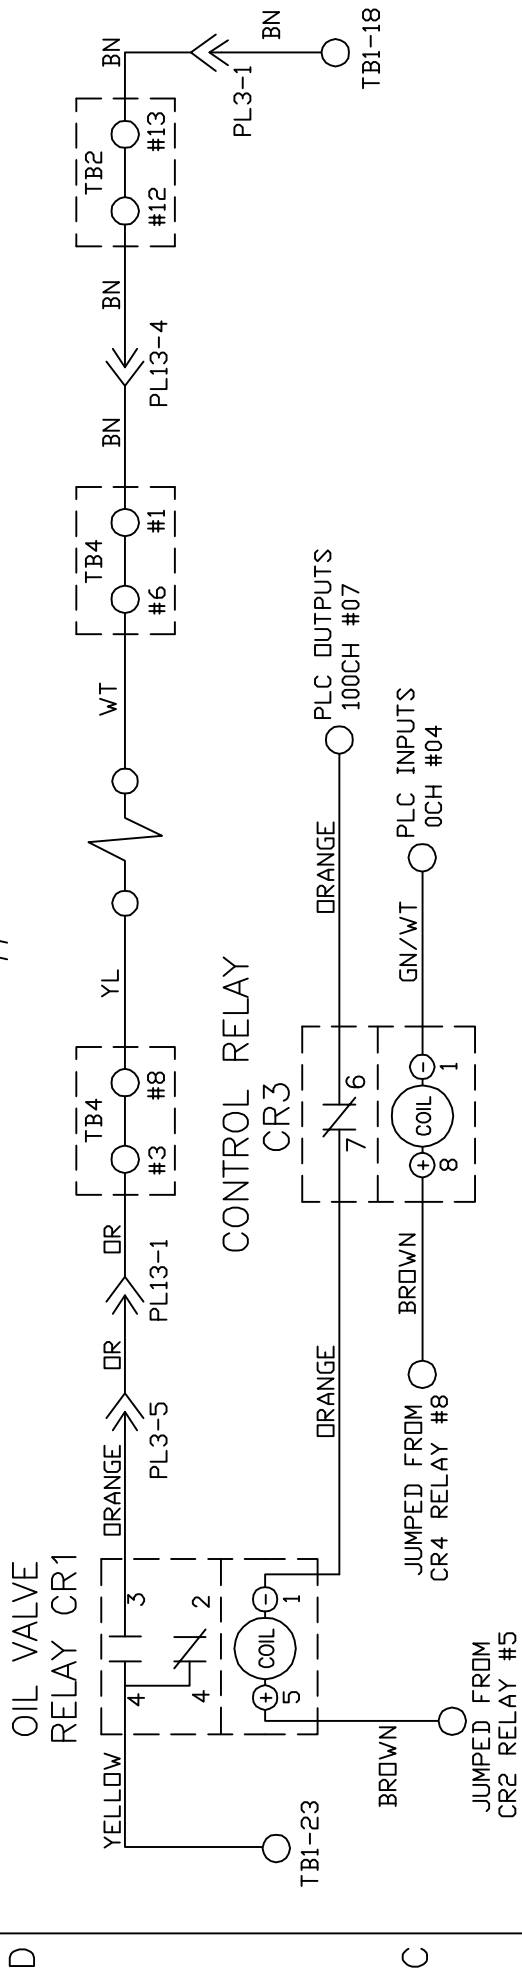 OIL VALVE
RELAY CR1
YELLOW
TB1-23
4
3
4
2
COIL
+
5
-
1
BROWN
JUMPED FROM
CR2 RELAY #5
ORANGE
PL3-5
OR
PL13-1
OR
TB4
#3
#8
YL
WT
TB4
#6
#1
BN
PL13-4
BN
TB2
#12
#13
BN
PL3-1
BN
TB1-18
CONTROL RELAY
CR3
ORANGE
7
6
ORANGE
PLC OUTPUTS
100CH #07
JUMPED FROM
CR4 RELAY #8
BROWN
+
8
COIL
-
1
GN/WT
PLC INPUTS
0CH #04
D
C